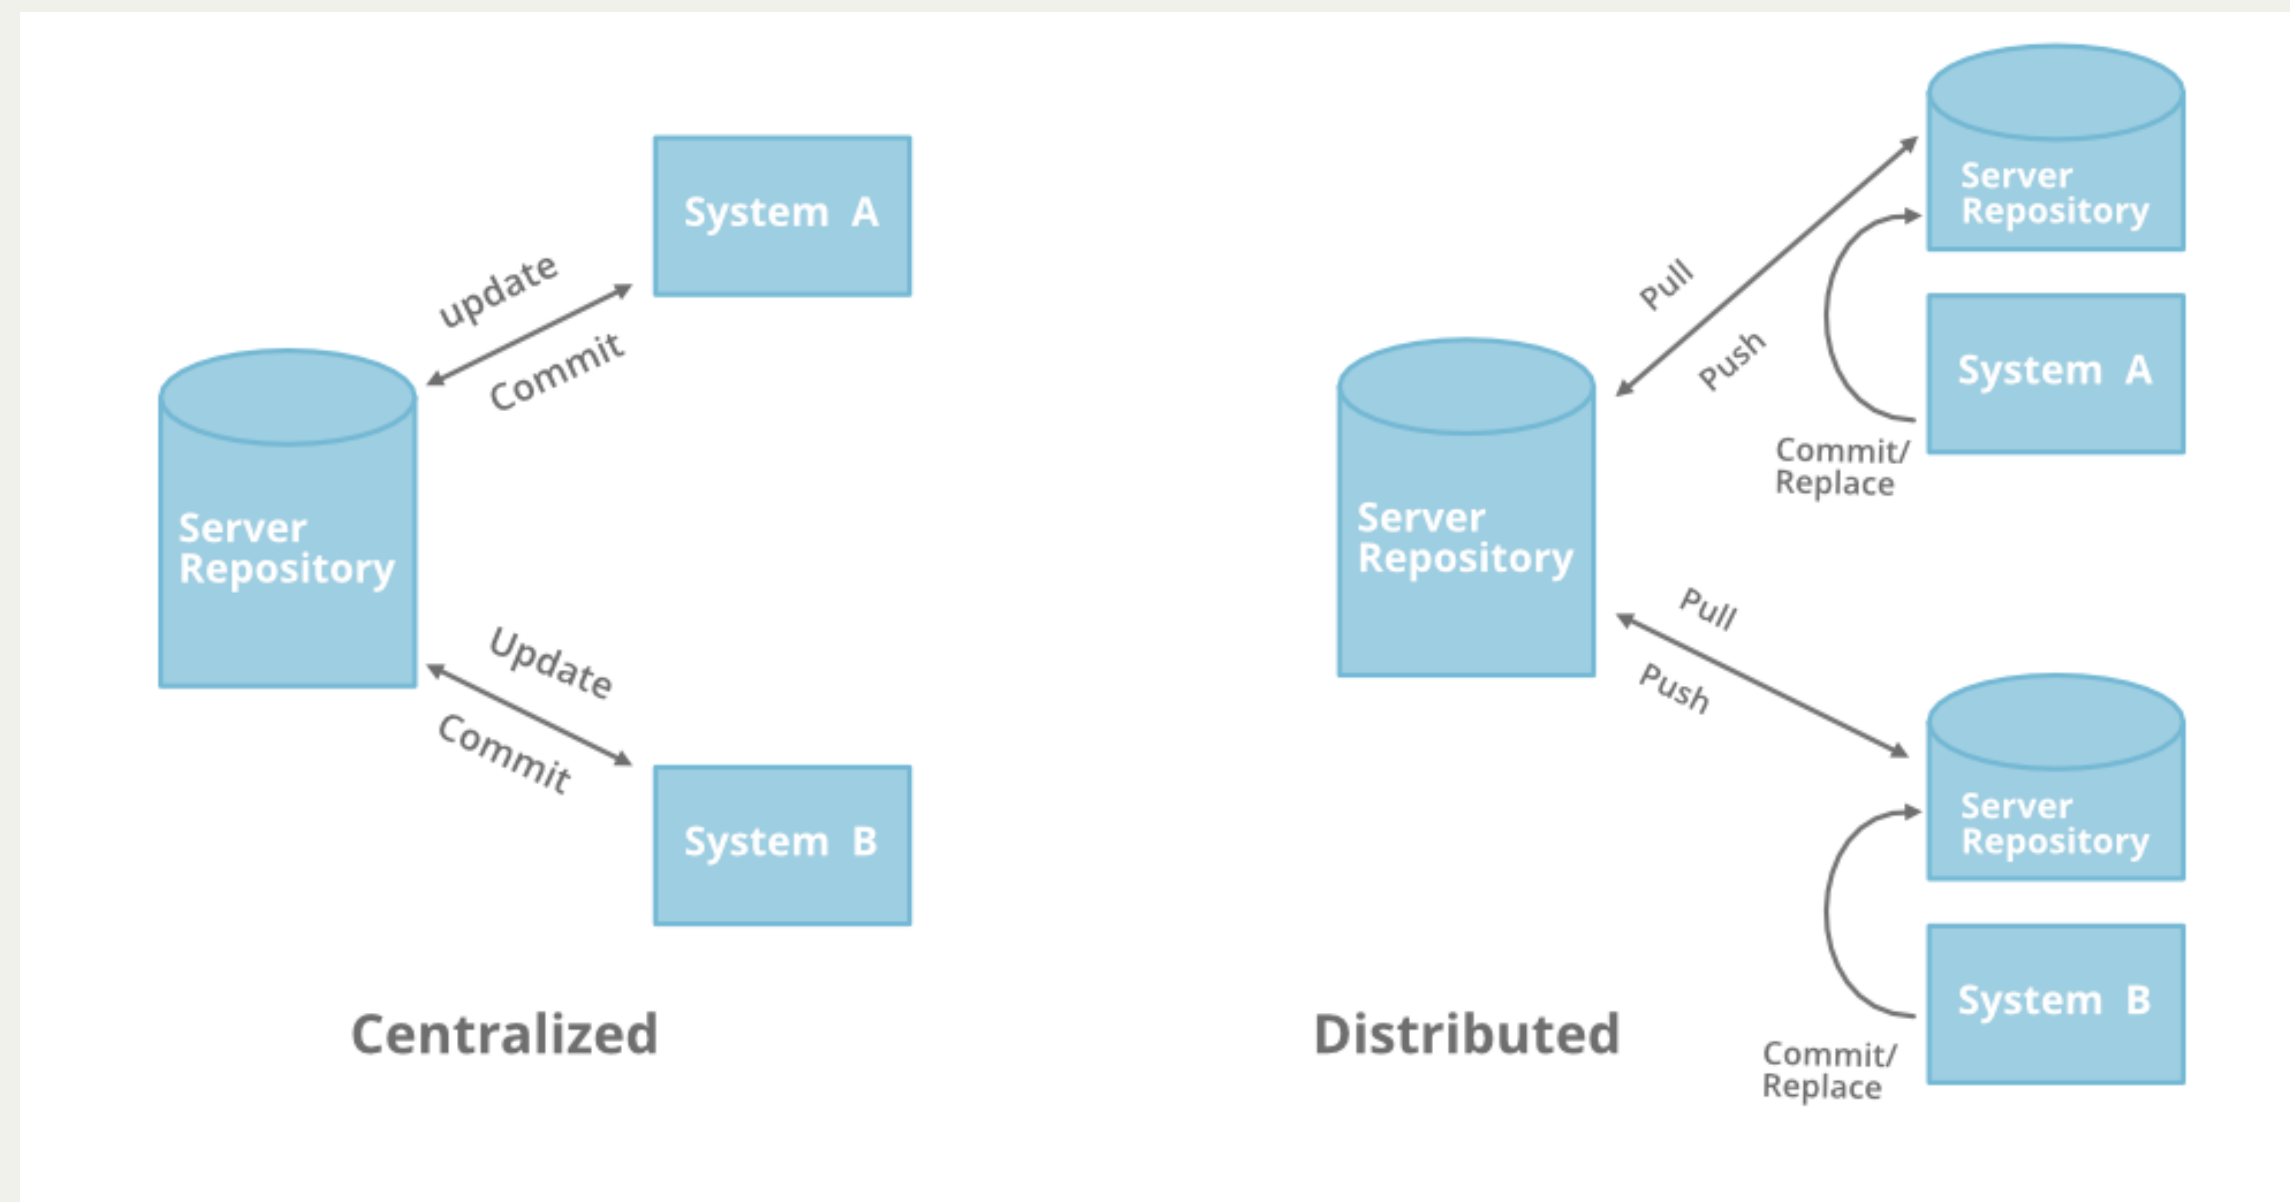 System A
update
Commit
Server
Repository
Update
Commit
System B
Centralized
Server
Repository
Pull
Push
System A
Commit/
Replace
Server
Repository
Pull
Push
Server
Repository
System B
Commit/
Replace
Distributed